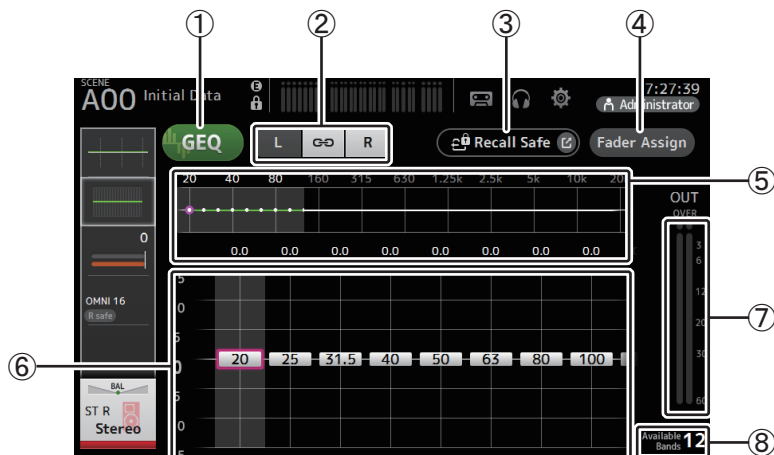 ① ② ③ ④
SCENE
A00 Initial Data E 7:27:39
Administrator
GEQ L R Recall Safe Fader Assign
20 40 80 160 315 630 1.25k 2.5k 5k 10k 20
⑤
OUT
OVER
0
0.0 0.0 0.0 0.0 0.0 0.0 0.0 0.0
3
6
12
20
30
60
⑦
OMNI 16
R safe
5
0
5
0
5
⑥
20 25 31.5 40 50 63 80 100
BAL
ST R
Stereo
Available Bands 12
⑧